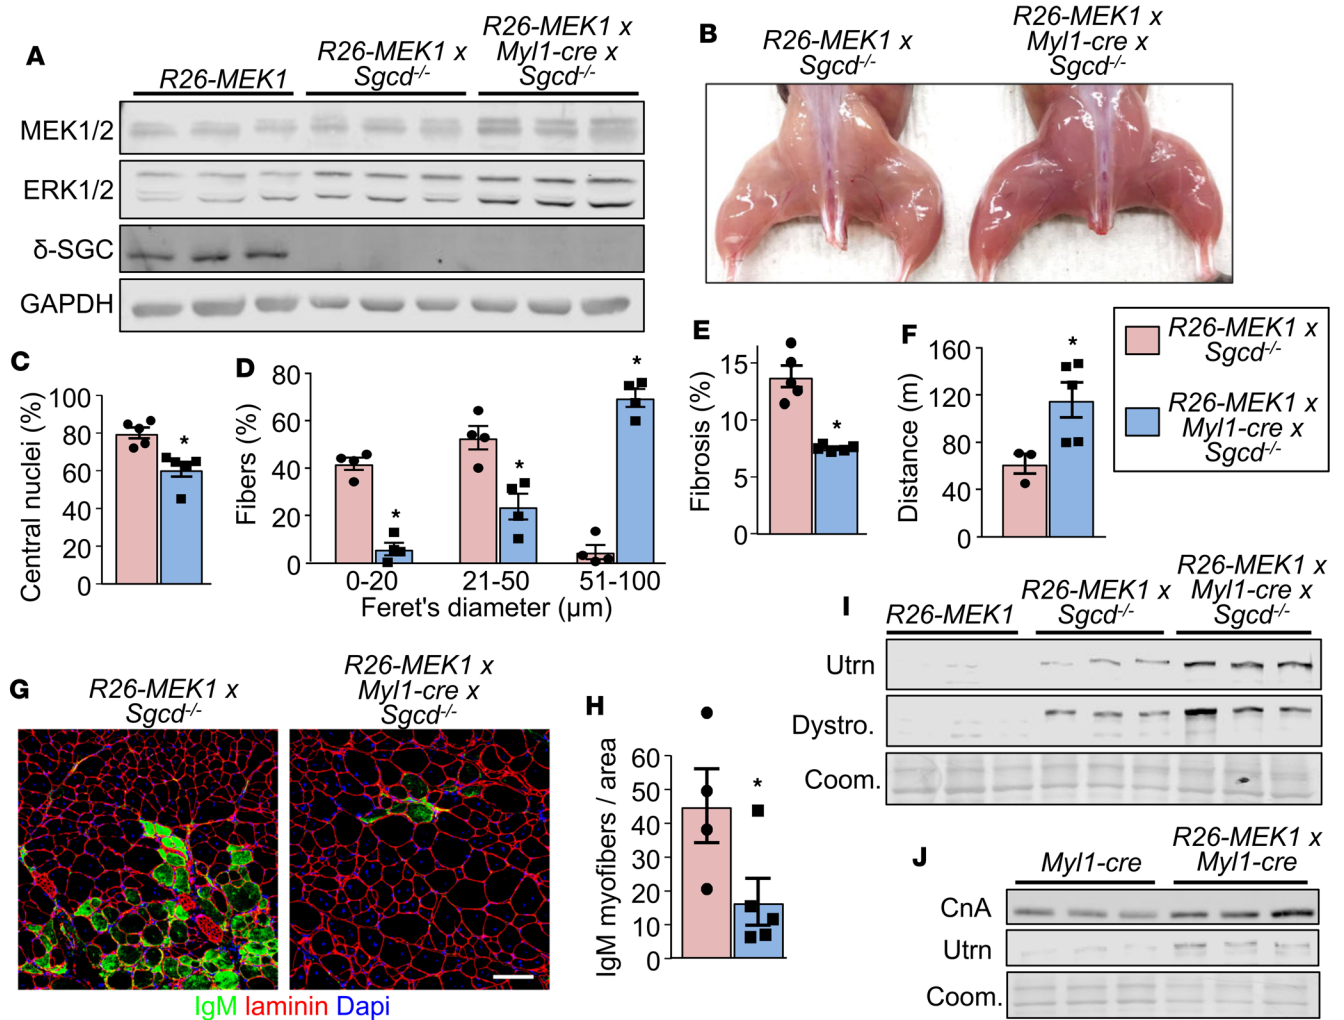 A
R26-MEK1
R26-MEK1 x
Sgcd-/-
R26-MEK1 x
Myl1-cre x
Sgcd-/-
MEK1/2
ERK1/2
δ-SGC
GAPDH
B
R26-MEK1 x
Sgcd-/-
R26-MEK1 x
Myl1-cre x
Sgcd-/-
C
Central nuclei (%)
100
80
60
40
20
0
*
D
Fibers (%)
80
60
40
20
0
*
*
*
0-20
21-50
51-100
Feret's diameter (µm)
E
Fibrosis (%)
15
10
5
0
*
F
Distance (m)
160
120
80
40
0
*
R26-MEK1 x
Sgcd-/-
R26-MEK1 x
Myl1-cre x
Sgcd-/-
G
R26-MEK1 x
Sgcd-/-
R26-MEK1 x
Myl1-cre x
Sgcd-/-
IgM laminin Dapi
H
IgM myofibers / area
60
50
40
30
20
10
0
*
I
R26-MEK1
R26-MEK1 x
Sgcd-/-
R26-MEK1 x
Myl1-cre x
Sgcd-/-
Utrn
Dystro.
Coom.
J
Myl1-cre
R26-MEK1 x
Myl1-cre
CnA
Utrn
Coom.